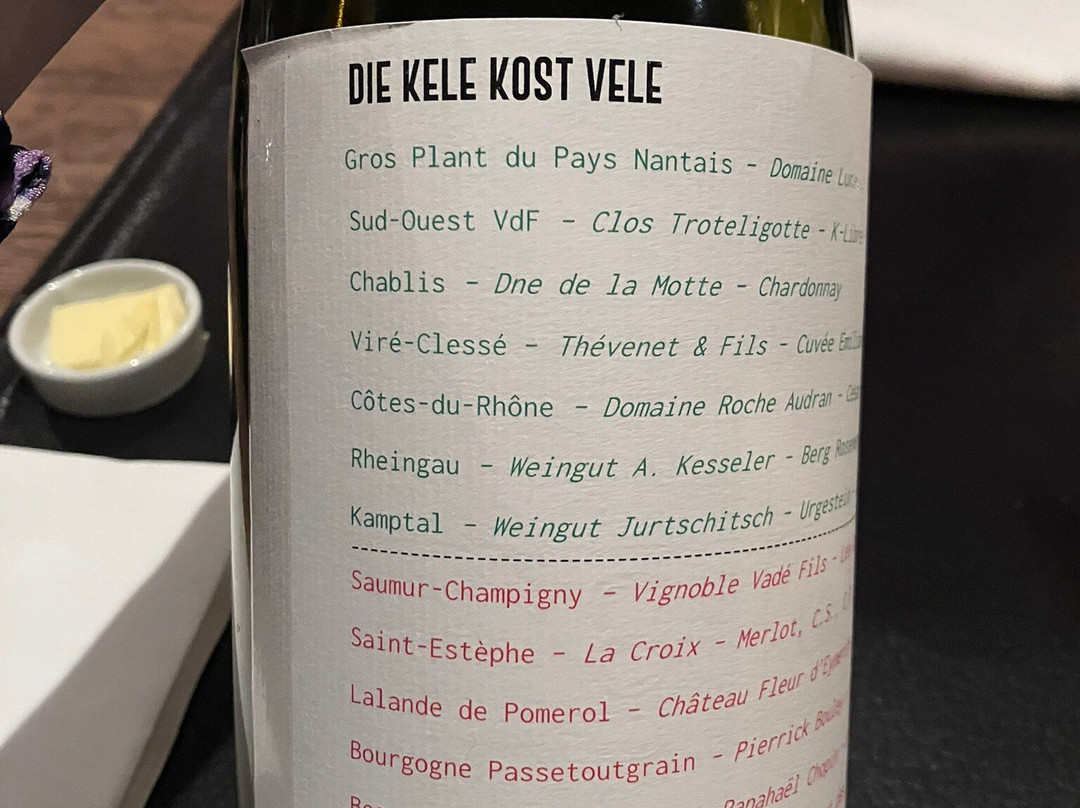 DIE KELE KOST VELE
Gros Plant du Pays Nantais - Domaine
Sud-Ouest VdF - Clos Troteligotte -
Chablis - Dne de la Motte - Chardonnay
Viré-Clessé - Thévenet & Fils - Cuvée
Côtes-du-Rhône - Domaine Roche Audran -
Rheingau - Weingut A. Kesseler - Berg
Kamptal - Weingut Jurtschitsch - Urgestein
Saumur-Champigny - Vignoble Vadé Fils -
Saint-Estèphe - La Croix - Merlot, C.S.,
Lalande de Pomerol - Château Fleur
Bourgogne Passetoutgrain - Pierrick
Chopin